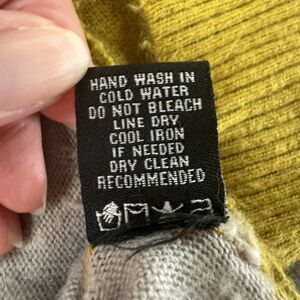 HAND WASH IN
COLD WATER
DO NOT BLEACH
LINE DRY
COOL IRON
IF NEEDED
DRY CLEAN
RECOMMENDED